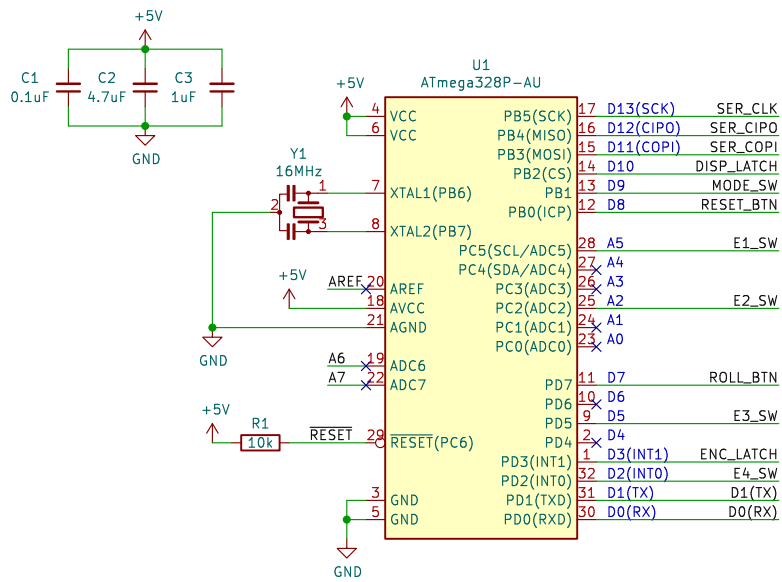 +5V
C1
0.1uF
C2
4.7uF
C3
1uF
GND
U1
ATmega328P-AU
+5V
4 VCC
6 VCC
Y1
16MHz
1
2
3
7 XTAL1(PB6)
8 XTAL2(PB7)
AREF 20 AREF
+5V
18 AVCC
21 AGND
GND
A6 19 ADC6
A7 22 ADC7
+5V
R1
10k
RESET 29 RESET(PC6)
3 GND
5 GND
GND
PB5(SCK) 17 D13(SCK) SER_CLK
PB4(MISO) 16 D12(CIPO) SER_CIPO
PB3(MOSI) 15 D11(COPI) SER_COPI
PB2(CS) 14 D10 DISP_LATCH
PB1 13 D9 MODE_SW
PB0(ICP) 12 D8 RESET_BTN
PC5(SCL/ADC5) 28 A5 E1_SW
PC4(SDA/ADC4) 27 A4
PC3(ADC3) 26 A3
PC2(ADC2) 25 A2 E2_SW
PC1(ADC1) 24 A1
PC0(ADC0) 23 A0
PD7 11 D7 ROLL_BTN
PD6 10 D6
PD5 9 D5 E3_SW
PD4 2 D4
PD3(INT1) 1 D3(INT1) ENC_LATCH
PD2(INT0) 32 D2(INT0) E4_SW
PD1(TXD) 31 D1(TX) D1(TX)
PD0(RXD) 30 D0(RX) D0(RX)